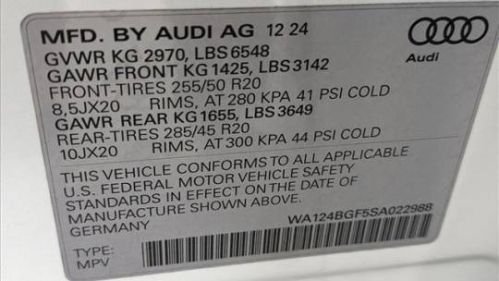 MFD. BY AUDI AG 12 24
GVWR KG 2970, LBS 6548
GAWR FRONT KG 1425, LBS 3142
FRONT-TIRES 255/50 R20
8,5JX20 RIMS, AT 280 KPA 41 PSI COLD
GAWR REAR KG 1655, LBS 3649
REAR-TIRES 285/45 R20
10JX20 RIMS, AT 300 KPA 44 PSI COLD
THIS VEHICLE CONFORMS TO ALL APPLICABLE
U.S. FEDERAL MOTOR VEHICLE SAFETY
STANDARDS IN EFFECT ON THE DATE OF
MANUFACTURE SHOWN ABOVE.
GERMANY
WA124BGF5SA022988
TYPE:
MPV
Audi